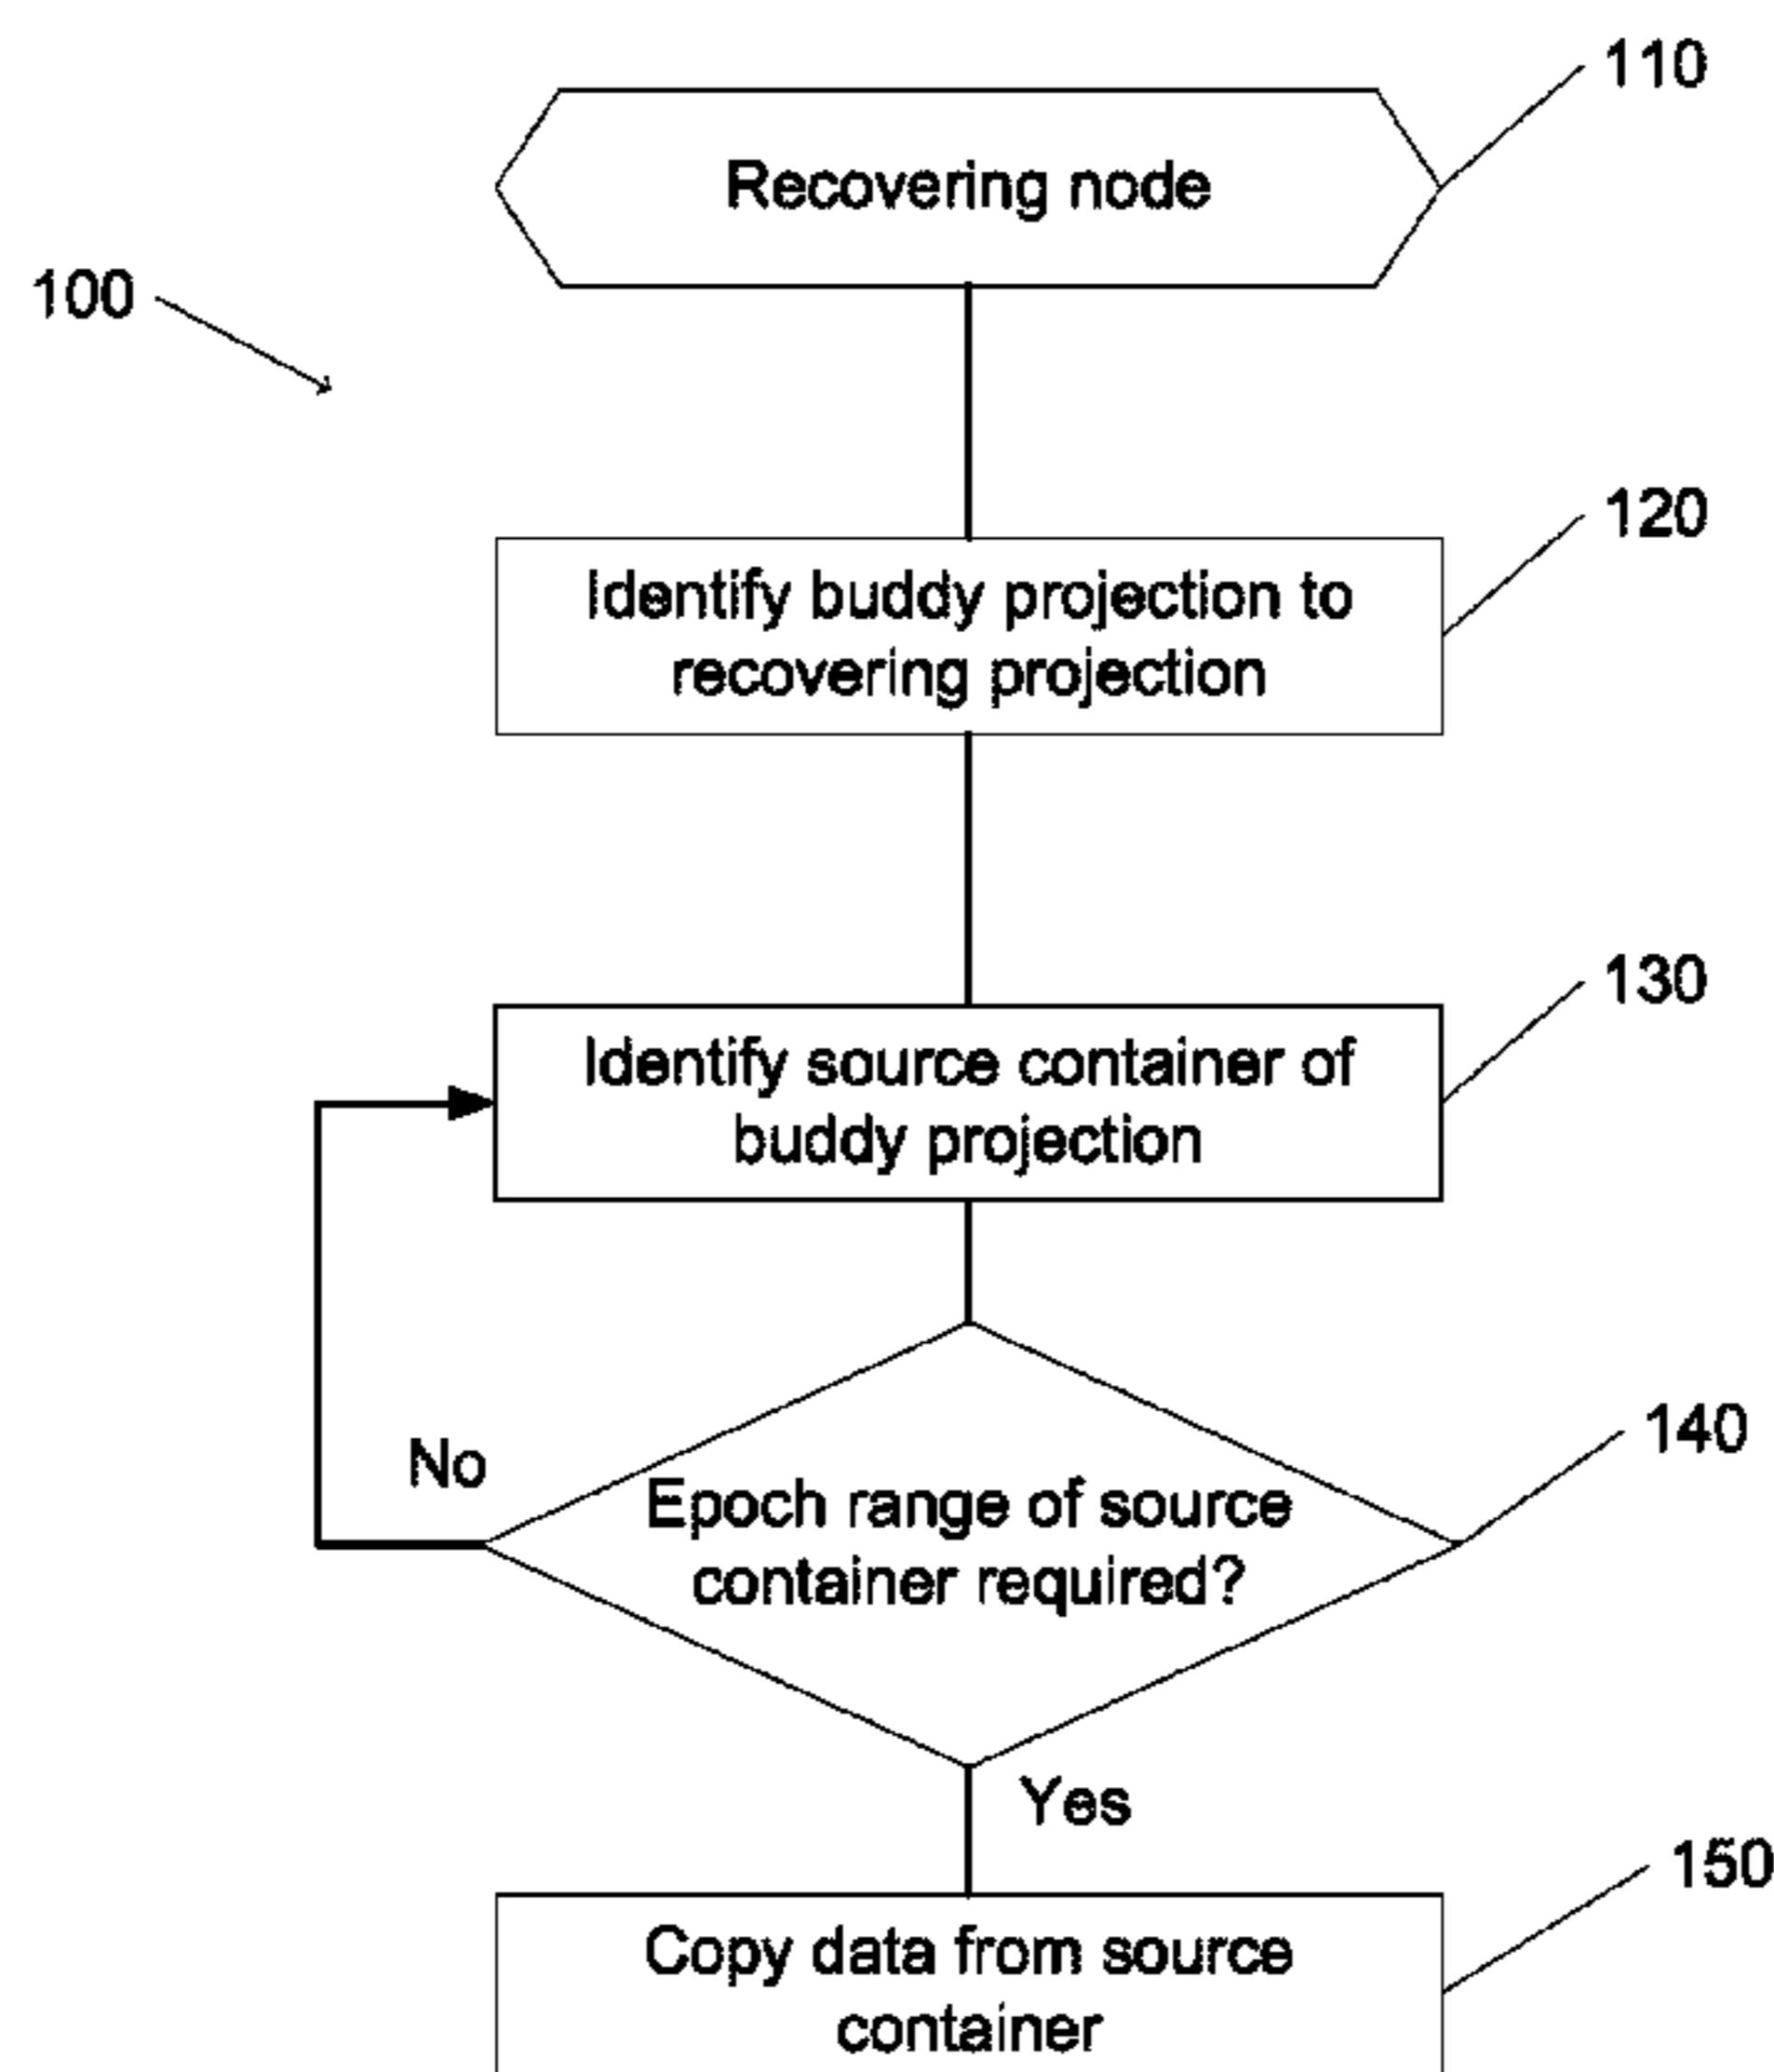 110
Recovering node
100
120
Identify buddy projection to
recovering projection
130
Identify source container of
buddy projection
140
No
Epoch range of source
container required?
Yes
150
Copy data from source
container